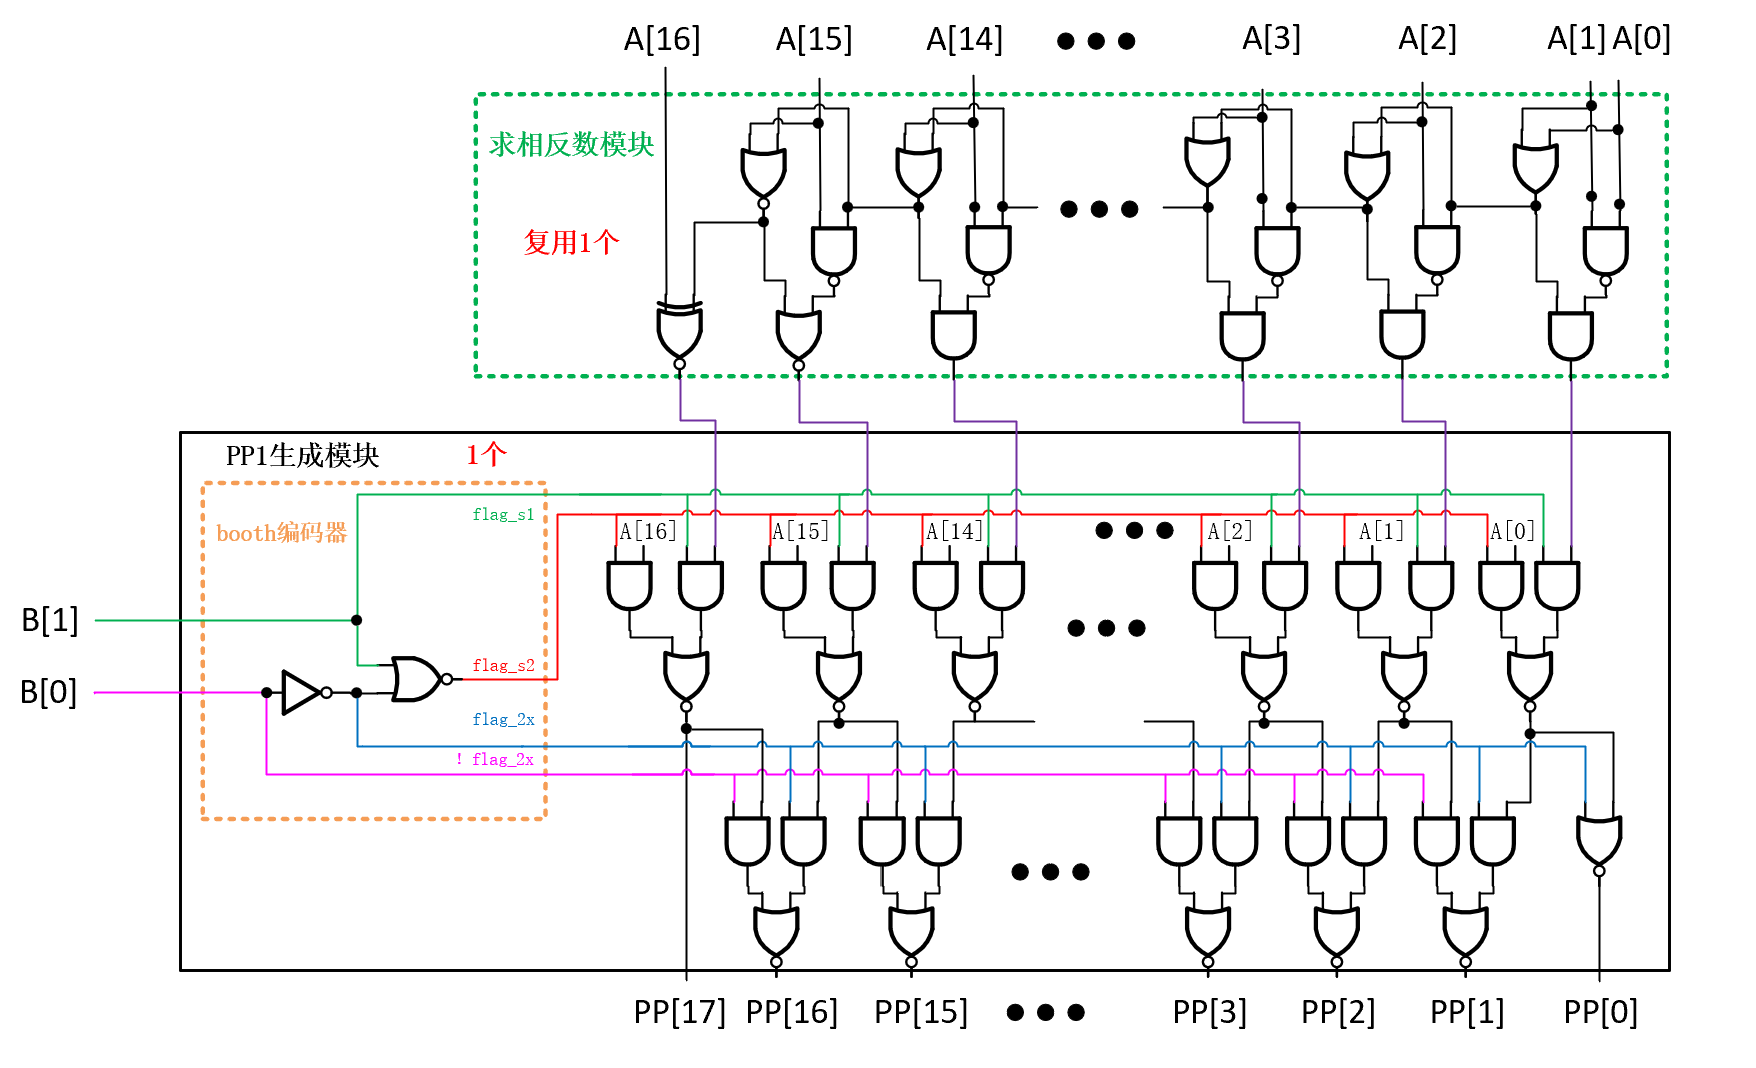 A[16] A[15] A[14] A[3] A[2] A[1] A[0]
求相反数模块
复用1个
PP1生成模块 1个
booth编码器
flag_s1
A[16] A[15] A[14] A[2] A[1] A[0]
B[1]
flag_s2
B[0]
flag_2x
! flag_2x
PP[17] PP[16] PP[15] PP[3] PP[2] PP[1] PP[0]